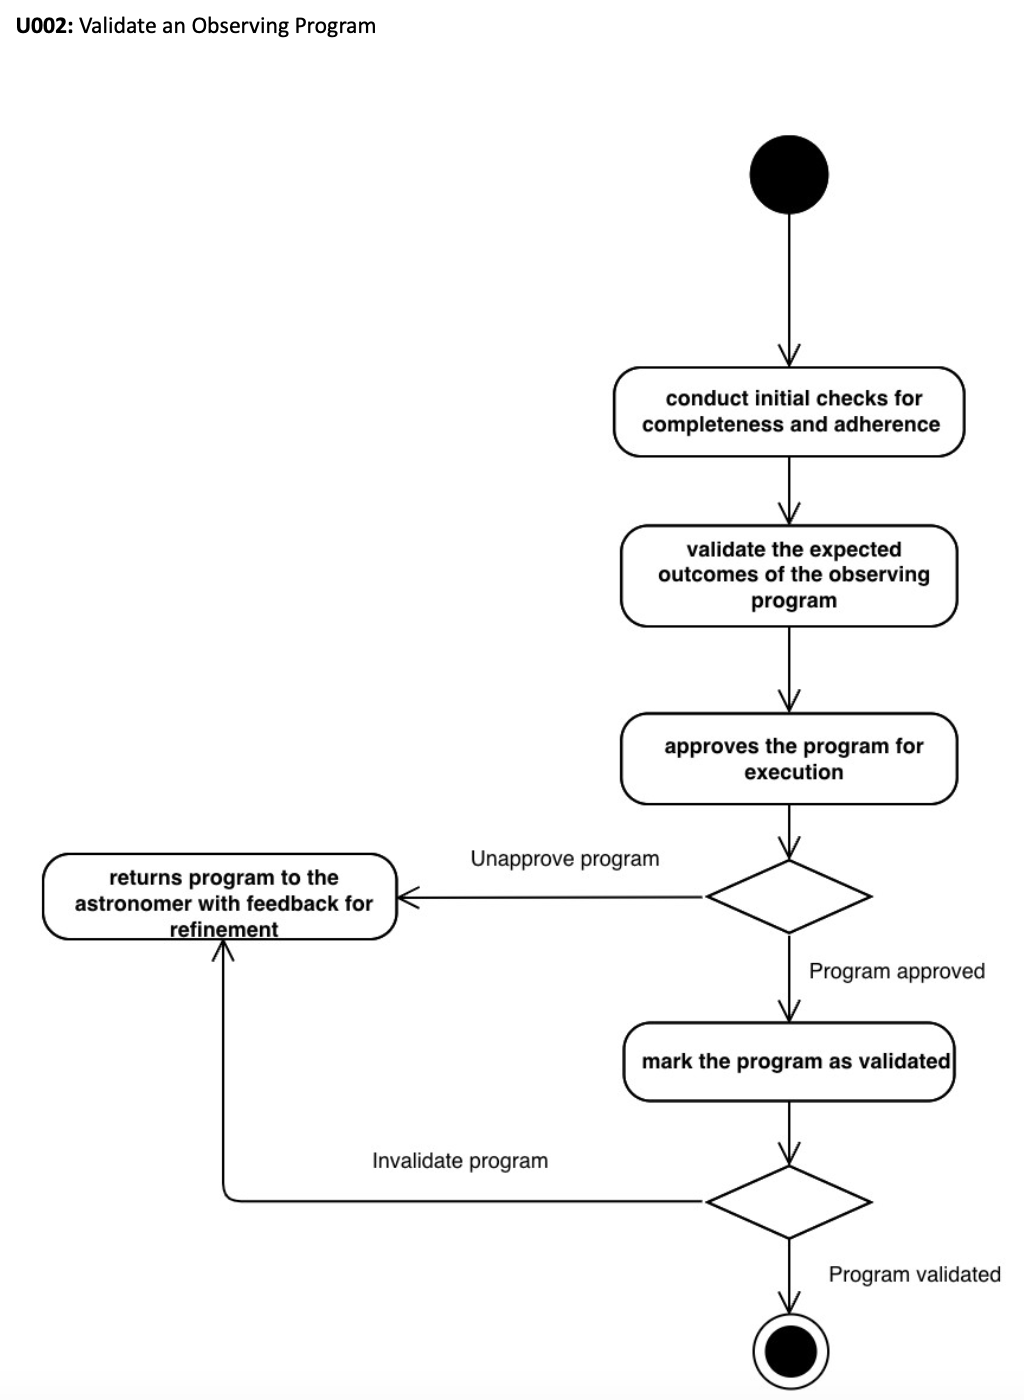 U002: Validate an Observing Program
conduct initial checks for
completeness and adherence
validate the expected
outcomes of the observing
program
approves the program for
execution
Unapprove program
returns program to the
astronomer with feedback for
refinement
Program approved
mark the program as validated
Invalidate program
Program validated